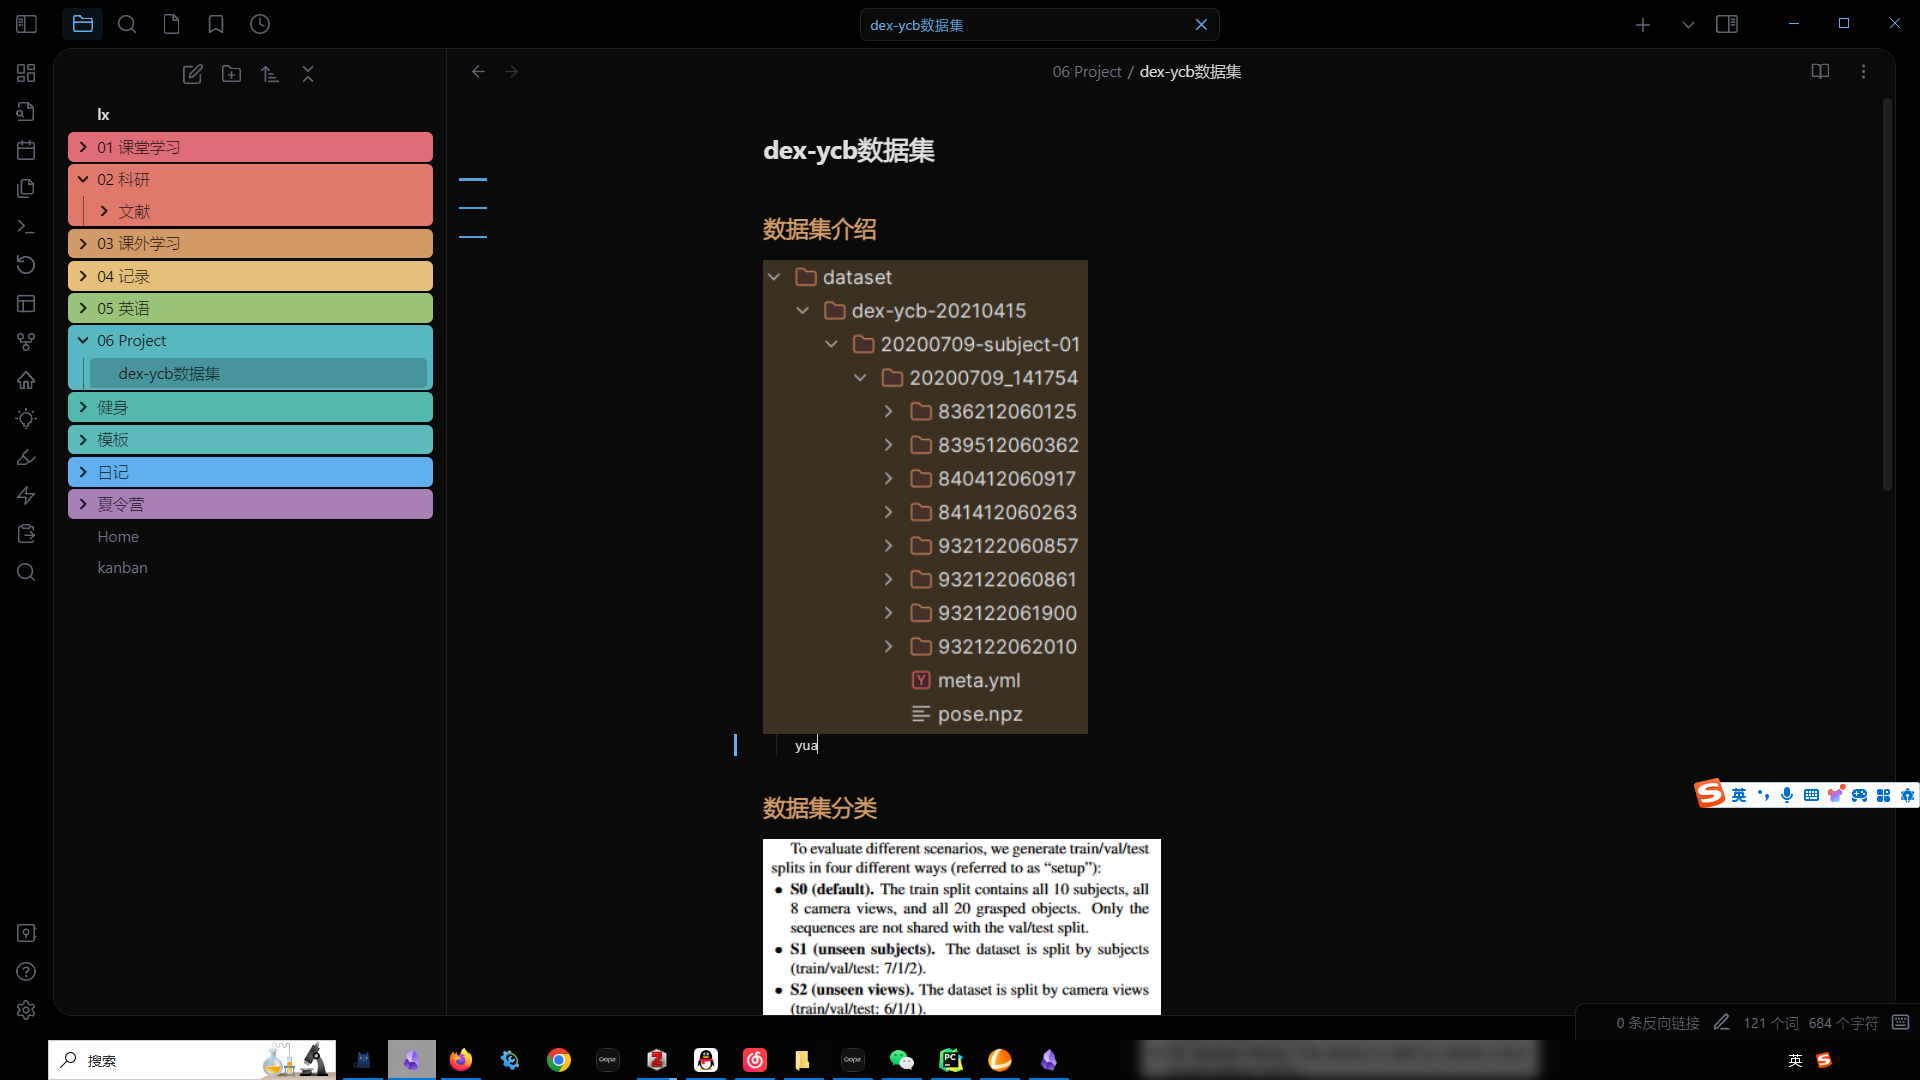 dex-ycb数据集
06 Project / dex-ycb数据集
lx
01 课堂学习
02 科研
文献
03 课外学习
04 记录
05 英语
06 Project
dex-ycb数据集
健身
模板
日记
夏令营
Home
kanban
dex-ycb数据集
数据集介绍
dataset
dex-ycb-20210415
20200709-subject-01
20200709_141754
836212060125
839512060362
840412060917
841412060263
932122060857
932122060861
932122061900
932122062010
meta.yml
pose.npz
yua
数据集分类
To evaluate different scenarios, we generate train/val/test
splits in four different ways (referred to as “setup”):
• S0 (default). The train split contains all 10 subjects, all
8 camera views, and all 20 grasped objects. Only the
sequences are not shared with the val/test split.
• S1 (unseen subjects). The dataset is split by subjects
(train/val/test: 7/1/2).
• S2 (unseen views). The dataset is split by camera views
(train/val/test: 6/1/1).
英
0 条反向链接 121 个词 684 个字符
搜索
英